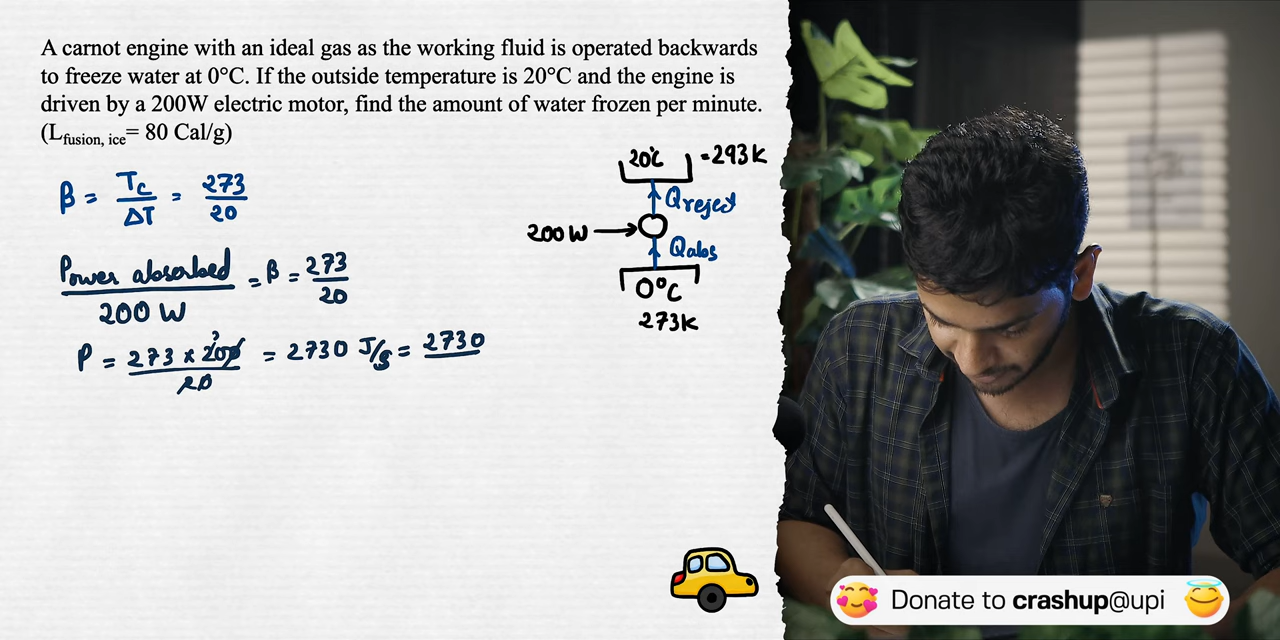 A carnot engine with an ideal gas as the working fluid is operated backwards
to freeze water at 0°C. If the outside temperature is 20°C and the engine is
driven by a 200W electric motor, find the amount of water frozen per minute.
(Lfusion, ice= 80 Cal/g)
β = Tc/ΔT = 273/20
Power absorbed/200 W = β = 273/20
P = 273 x 200/20 = 2730 J/s = 2730
20°C = 293K
Qreject
200W
Qabs
0°C
273K
Donate to crashup@upi